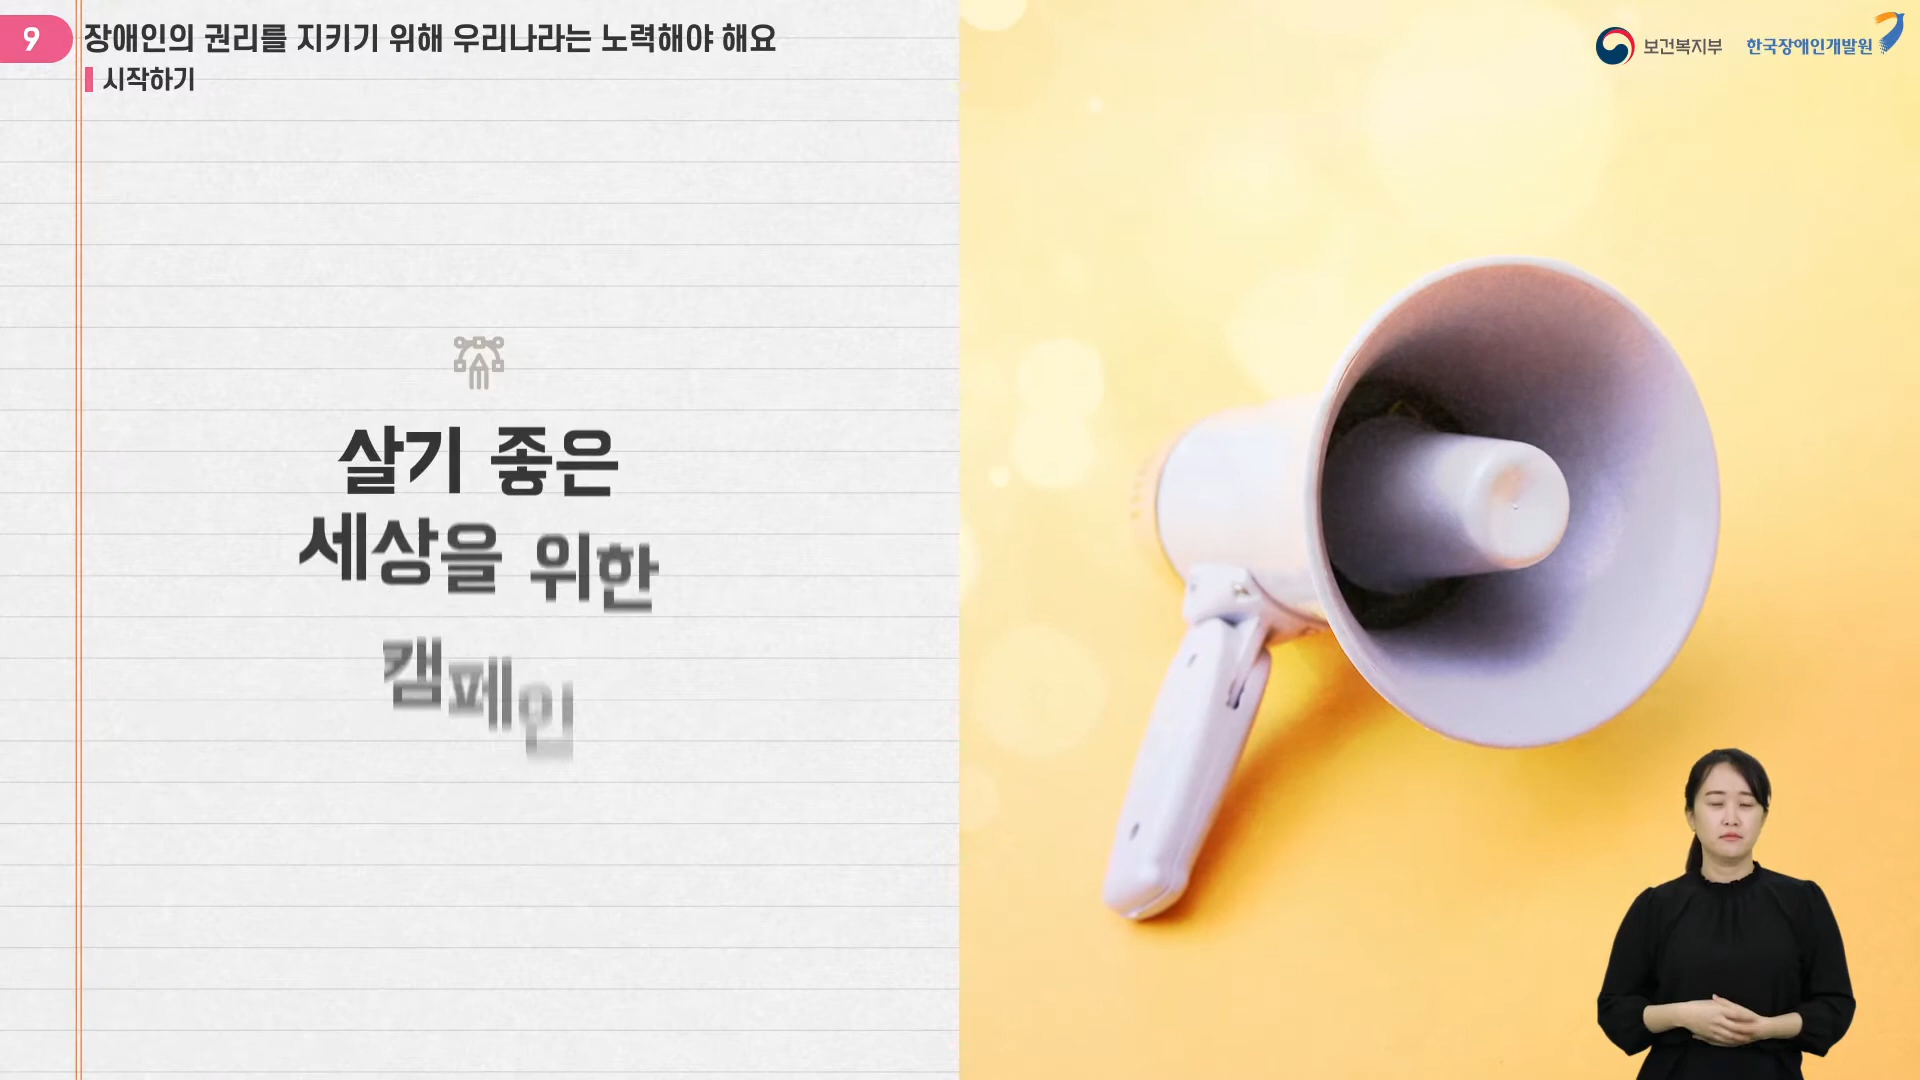 9
장애인의 권리를 지키기 위해 우리나라는 노력해야 해요
시작하기
보건복지부
한국장애인개발원
살기 좋은
세상을 위한
캠페인